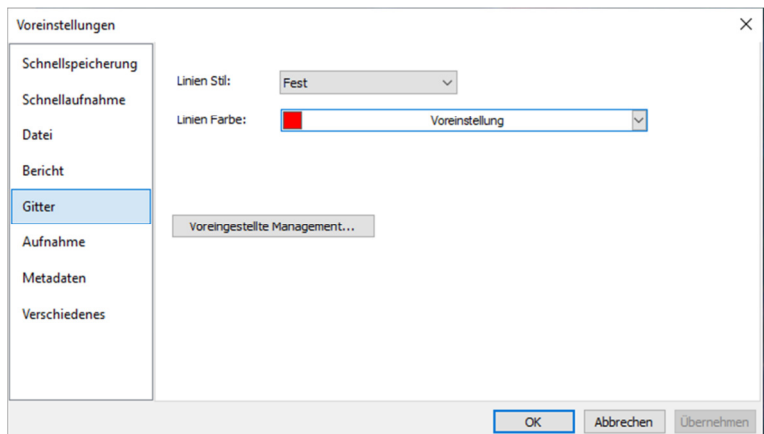 Voreinstellungen
Schnellspeicherung
Schnellaufnahme
Datei
Bericht
Gitter
Aufnahme
Metadaten
Verschiedenes
Linien Stil:
Fest
Linien Farbe:
Voreinstellung
Voreingestellte Management...
OK
Abbrechen
Übernehmen